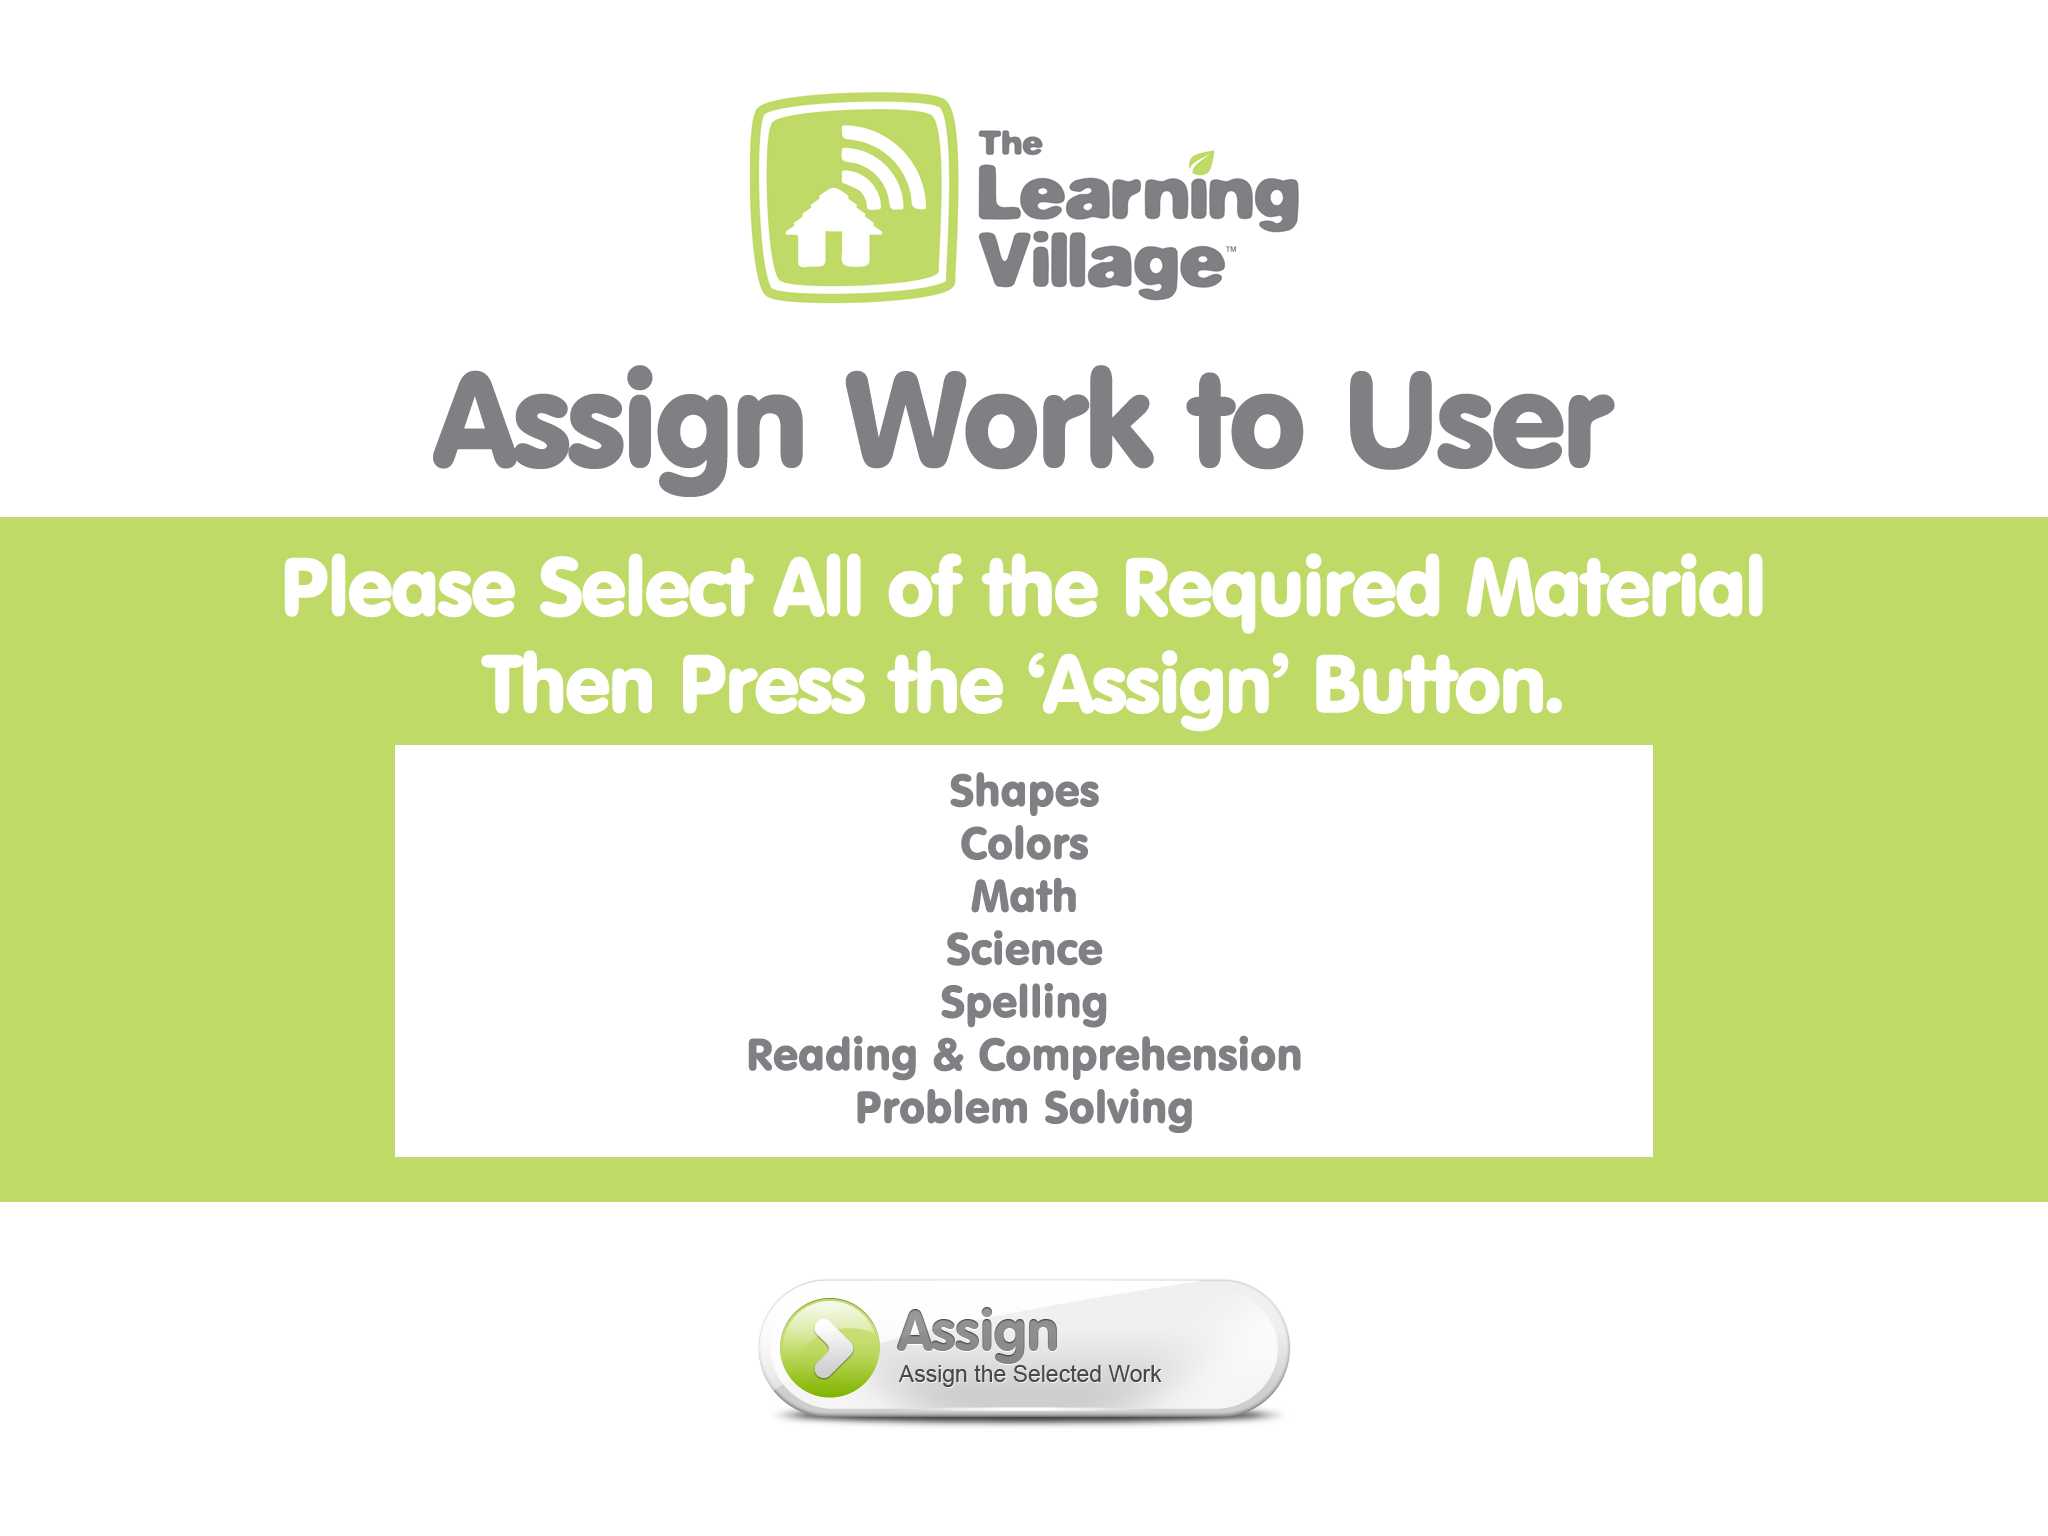 The
Learning
Village™
Assign Work to User
Please Select All of the Required Material
Then Press the ‘Assign’ Button.
Shapes
Colors
Math
Science
Spelling
Reading & Comprehension
Problem Solving
Assign
Assign the Selected Work